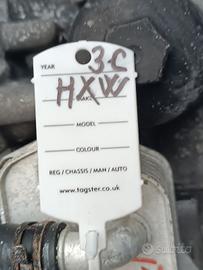 YEAR 3C
HXW
MAKE
MODEL
COLOUR
REG / CHASSIS / MAN / AUTO
www.tagster.co.uk
subito